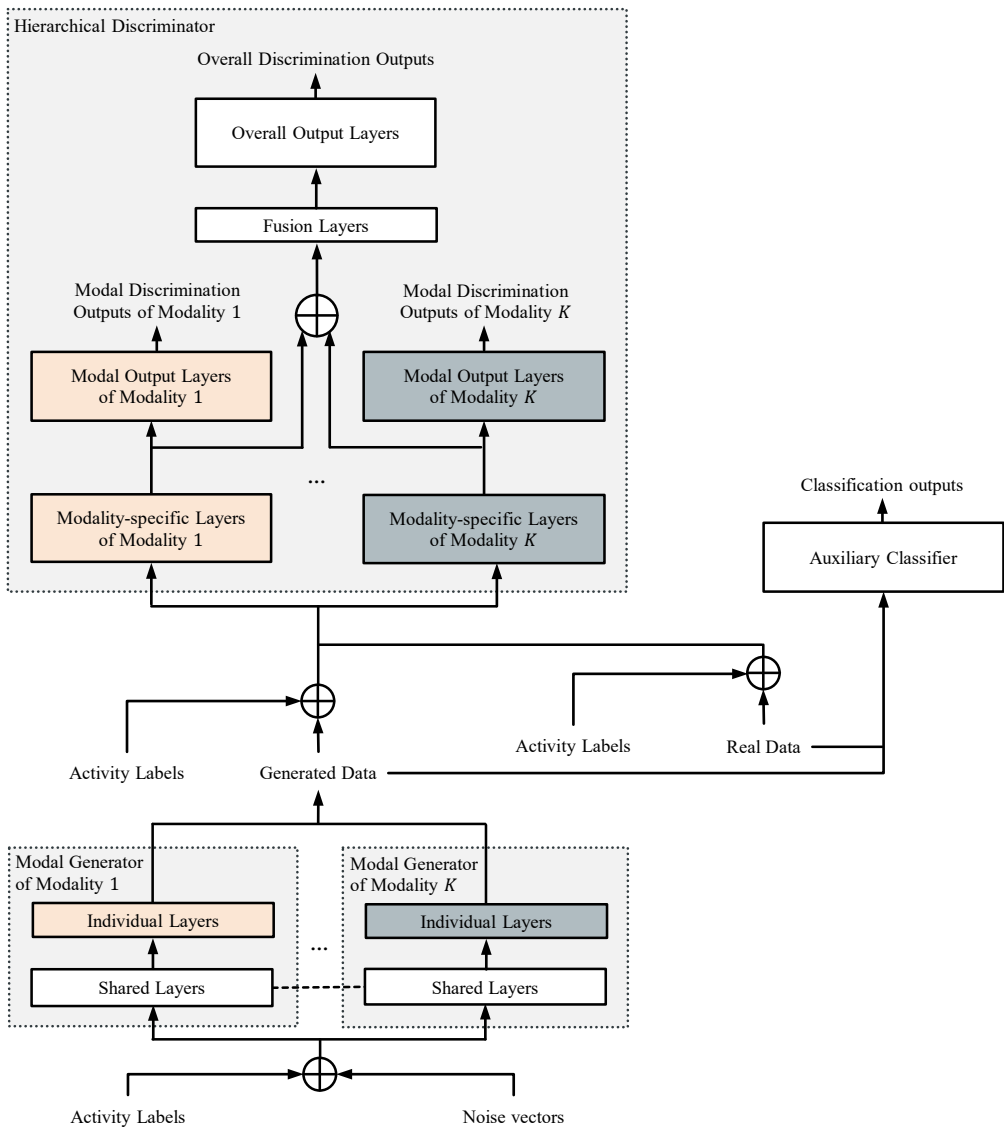 Hierarchical Discriminator
Overall Discrimination Outputs
Overall Output Layers
Fusion Layers
Modal Discrimination
Outputs of Modality 1
Modal Discrimination
Outputs of Modality K
Modal Output Layers
of Modality 1
Modal Output Layers
of Modality K
...
Modality-specific Layers
of Modality 1
Modality-specific Layers
of Modality K
Classification outputs
Auxiliary Classifier
Activity Labels
Generated Data
Activity Labels
Real Data
Modal Generator
of Modality 1
Modal Generator
of Modality K
Individual Layers
Individual Layers
...
Shared Layers
Shared Layers
Activity Labels
Noise vectors